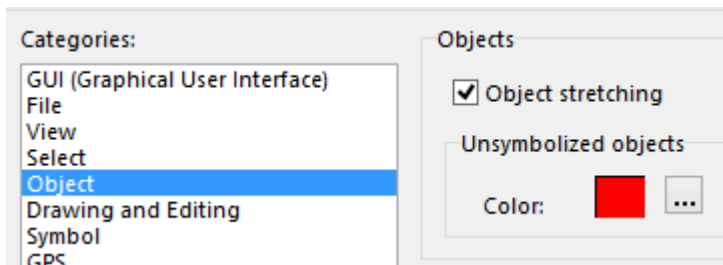 Categories:
GUI (Graphical User Interface)
File
View
Select
Object
Drawing and Editing
Symbol
GPS
Objects
Object stretching
Unsymbolized objects
Color:
...